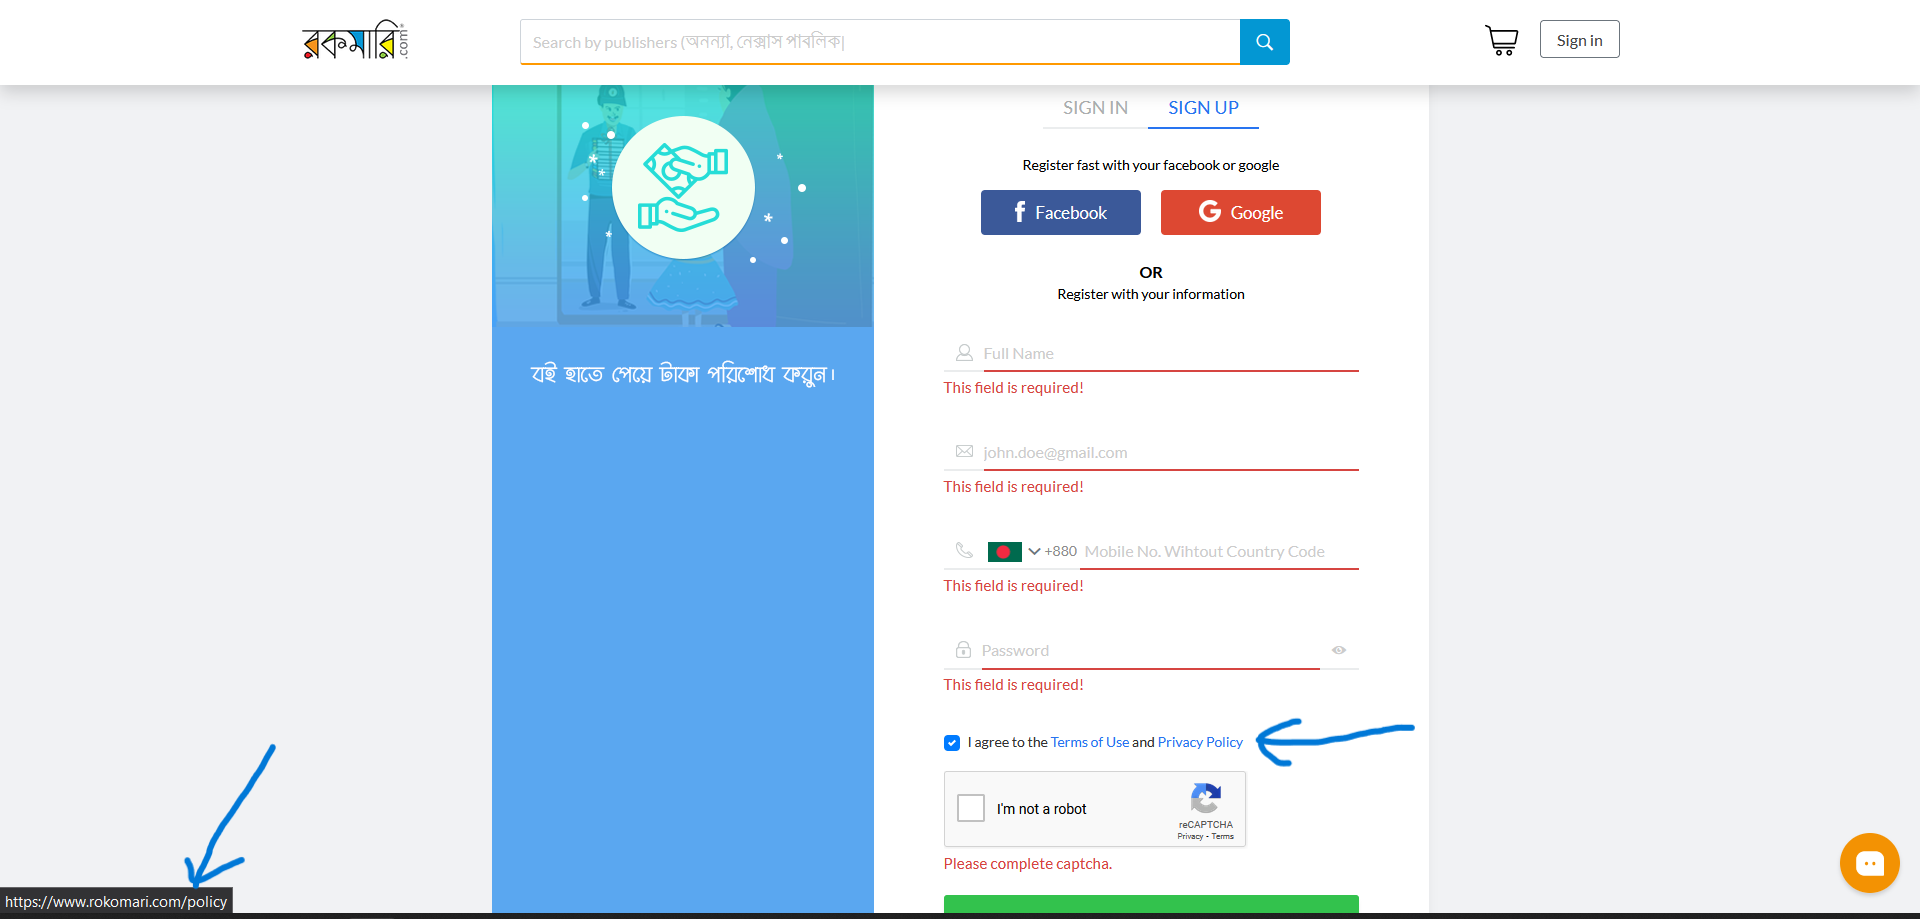 রকমারি.com
Search by publishers (অনন্যা, নেক্সাস পাবলিক|
Sign in
SIGN IN SIGN UP
Register fast with your facebook or google
Facebook Google
OR
Register with your information
বই হাতে পেয়ে টাকা পরিশোধ করুন।
Full Name
This field is required!
john.doe@gmail.com
This field is required!
+880 Mobile No. Wihtout Country Code
This field is required!
Password
This field is required!
I agree to the Terms of Use and Privacy Policy
I'm not a robot
reCAPTCHA
Privacy - Terms
Please complete captcha.
https://www.rokomari.com/policy